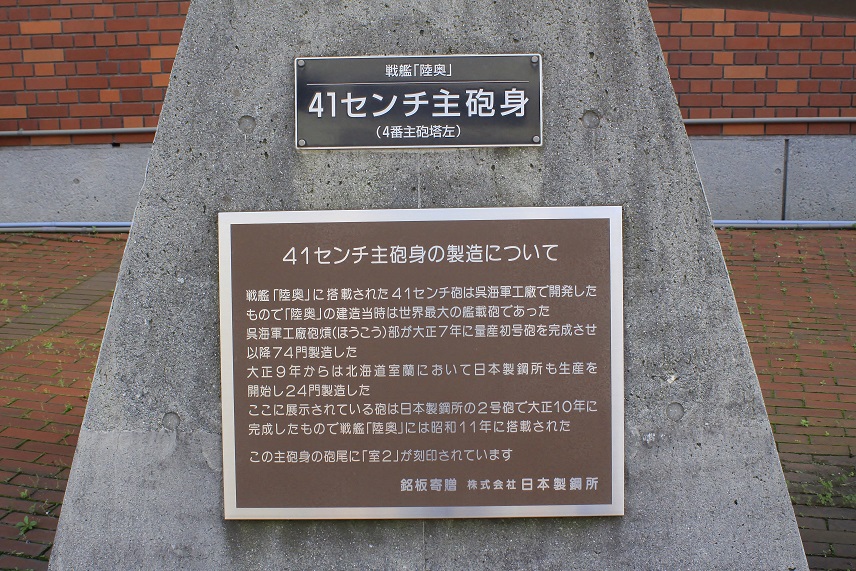 戦艦「陸奥」
41センチ主砲身
(4番主砲塔左)
41センチ主砲身の製造について
戦艦「陸奥」に搭載された41センチ砲は呉海軍工廠で開発した
もので「陸奥」の建造当時は世界最大の艦載砲であった
呉海軍工廠砲熕(ほうこう)部が大正7年に量産初号砲を完成させ
以降74門製造した
大正9年からは北海道室蘭において日本製鋼所も生産を
開始し24門製造した
ここに展示されている砲は日本製鋼所の2号砲で大正10年に
完成したもので戦艦「陸奥」には昭和11年に搭載された
この主砲身の砲尾に「室2」が刻印されています
銘板寄贈 株式会社 日本製鋼所